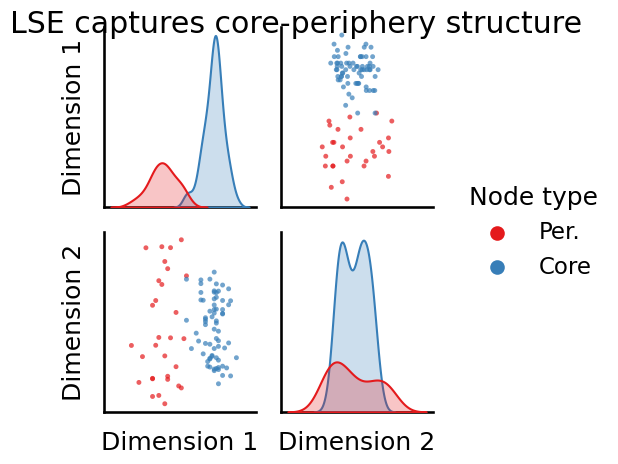 LSE captures core-periphery structure
Dimension 1
Dimension 2
Dimension 1
Dimension 2
Node type
Per.
Core